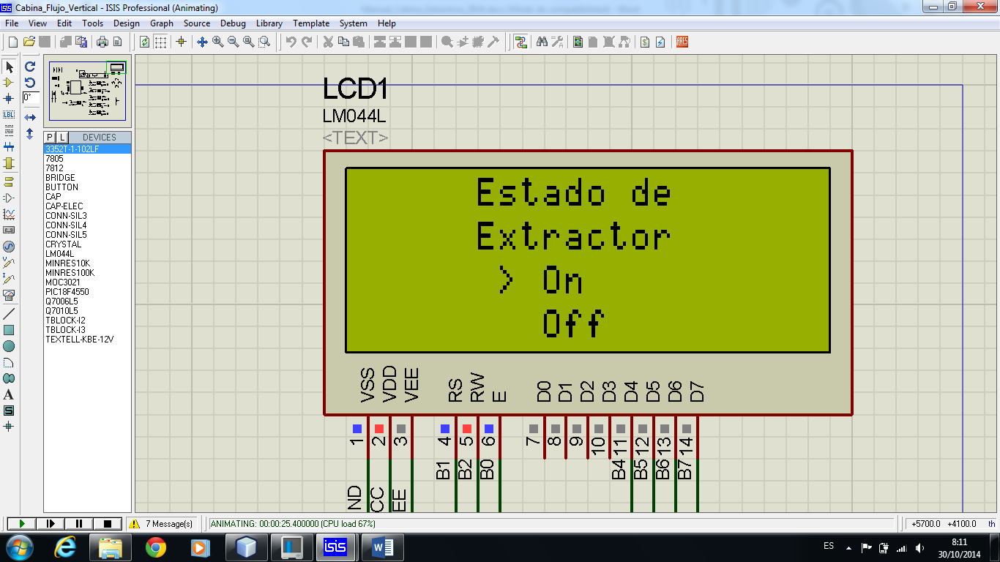 Cabina_Flujo_Vertical - ISIS Professional (Animating)
File View Edit Tools Design Graph Source Debug Library Template System Help
0°
P L DEVICES
3352T-1-102LF
7805
7812
BRIDGE
BUTTON
CAP
CAP-ELEC
CONN-SIL3
CONN-SIL4
CONN-SIL5
CRYSTAL
LM044L
MINRES10K
MINRES100K
MOC3021
PIC18F4550
Q7006L5
Q7010L5
TBLOCK-I2
TBLOCK-I3
TEXTELL-KBE-12V
LCD1
LM044L
<TEXT>
Estado de
Extractor
> On
Off
VSS VDD VEE RS RW E D0 D1 D2 D3 D4 D5 D6 D7
1 2 3 4 5 6 7 8 9 10 11 12 13 14
B1 B2 B0 B4 B5 B6 B7
ND CC EE
7 Message(s)
ANIMATING: 00:00:25.400000 (CPU load 67%)
+5700.0 +4100.0 th
isis
ES
8:11
30/10/2014